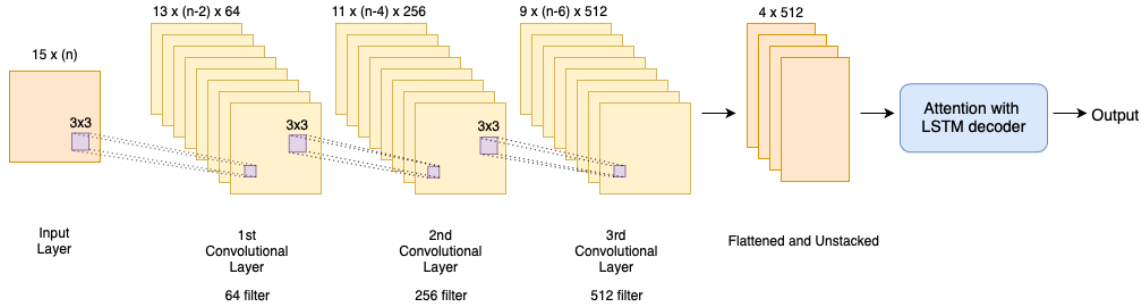 13 x (n-2) x 64
11 x (n-4) x 256
9 x (n-6) x 512
4 x 512
15 x (n)
3x3
3x3
3x3
Attention with
LSTM decoder
Output
Input
Layer
1st
Convolutional
Layer
64 filter
2nd
Convolutional
Layer
256 filter
3rd
Convolutional
Layer
512 filter
Flattened and Unstacked